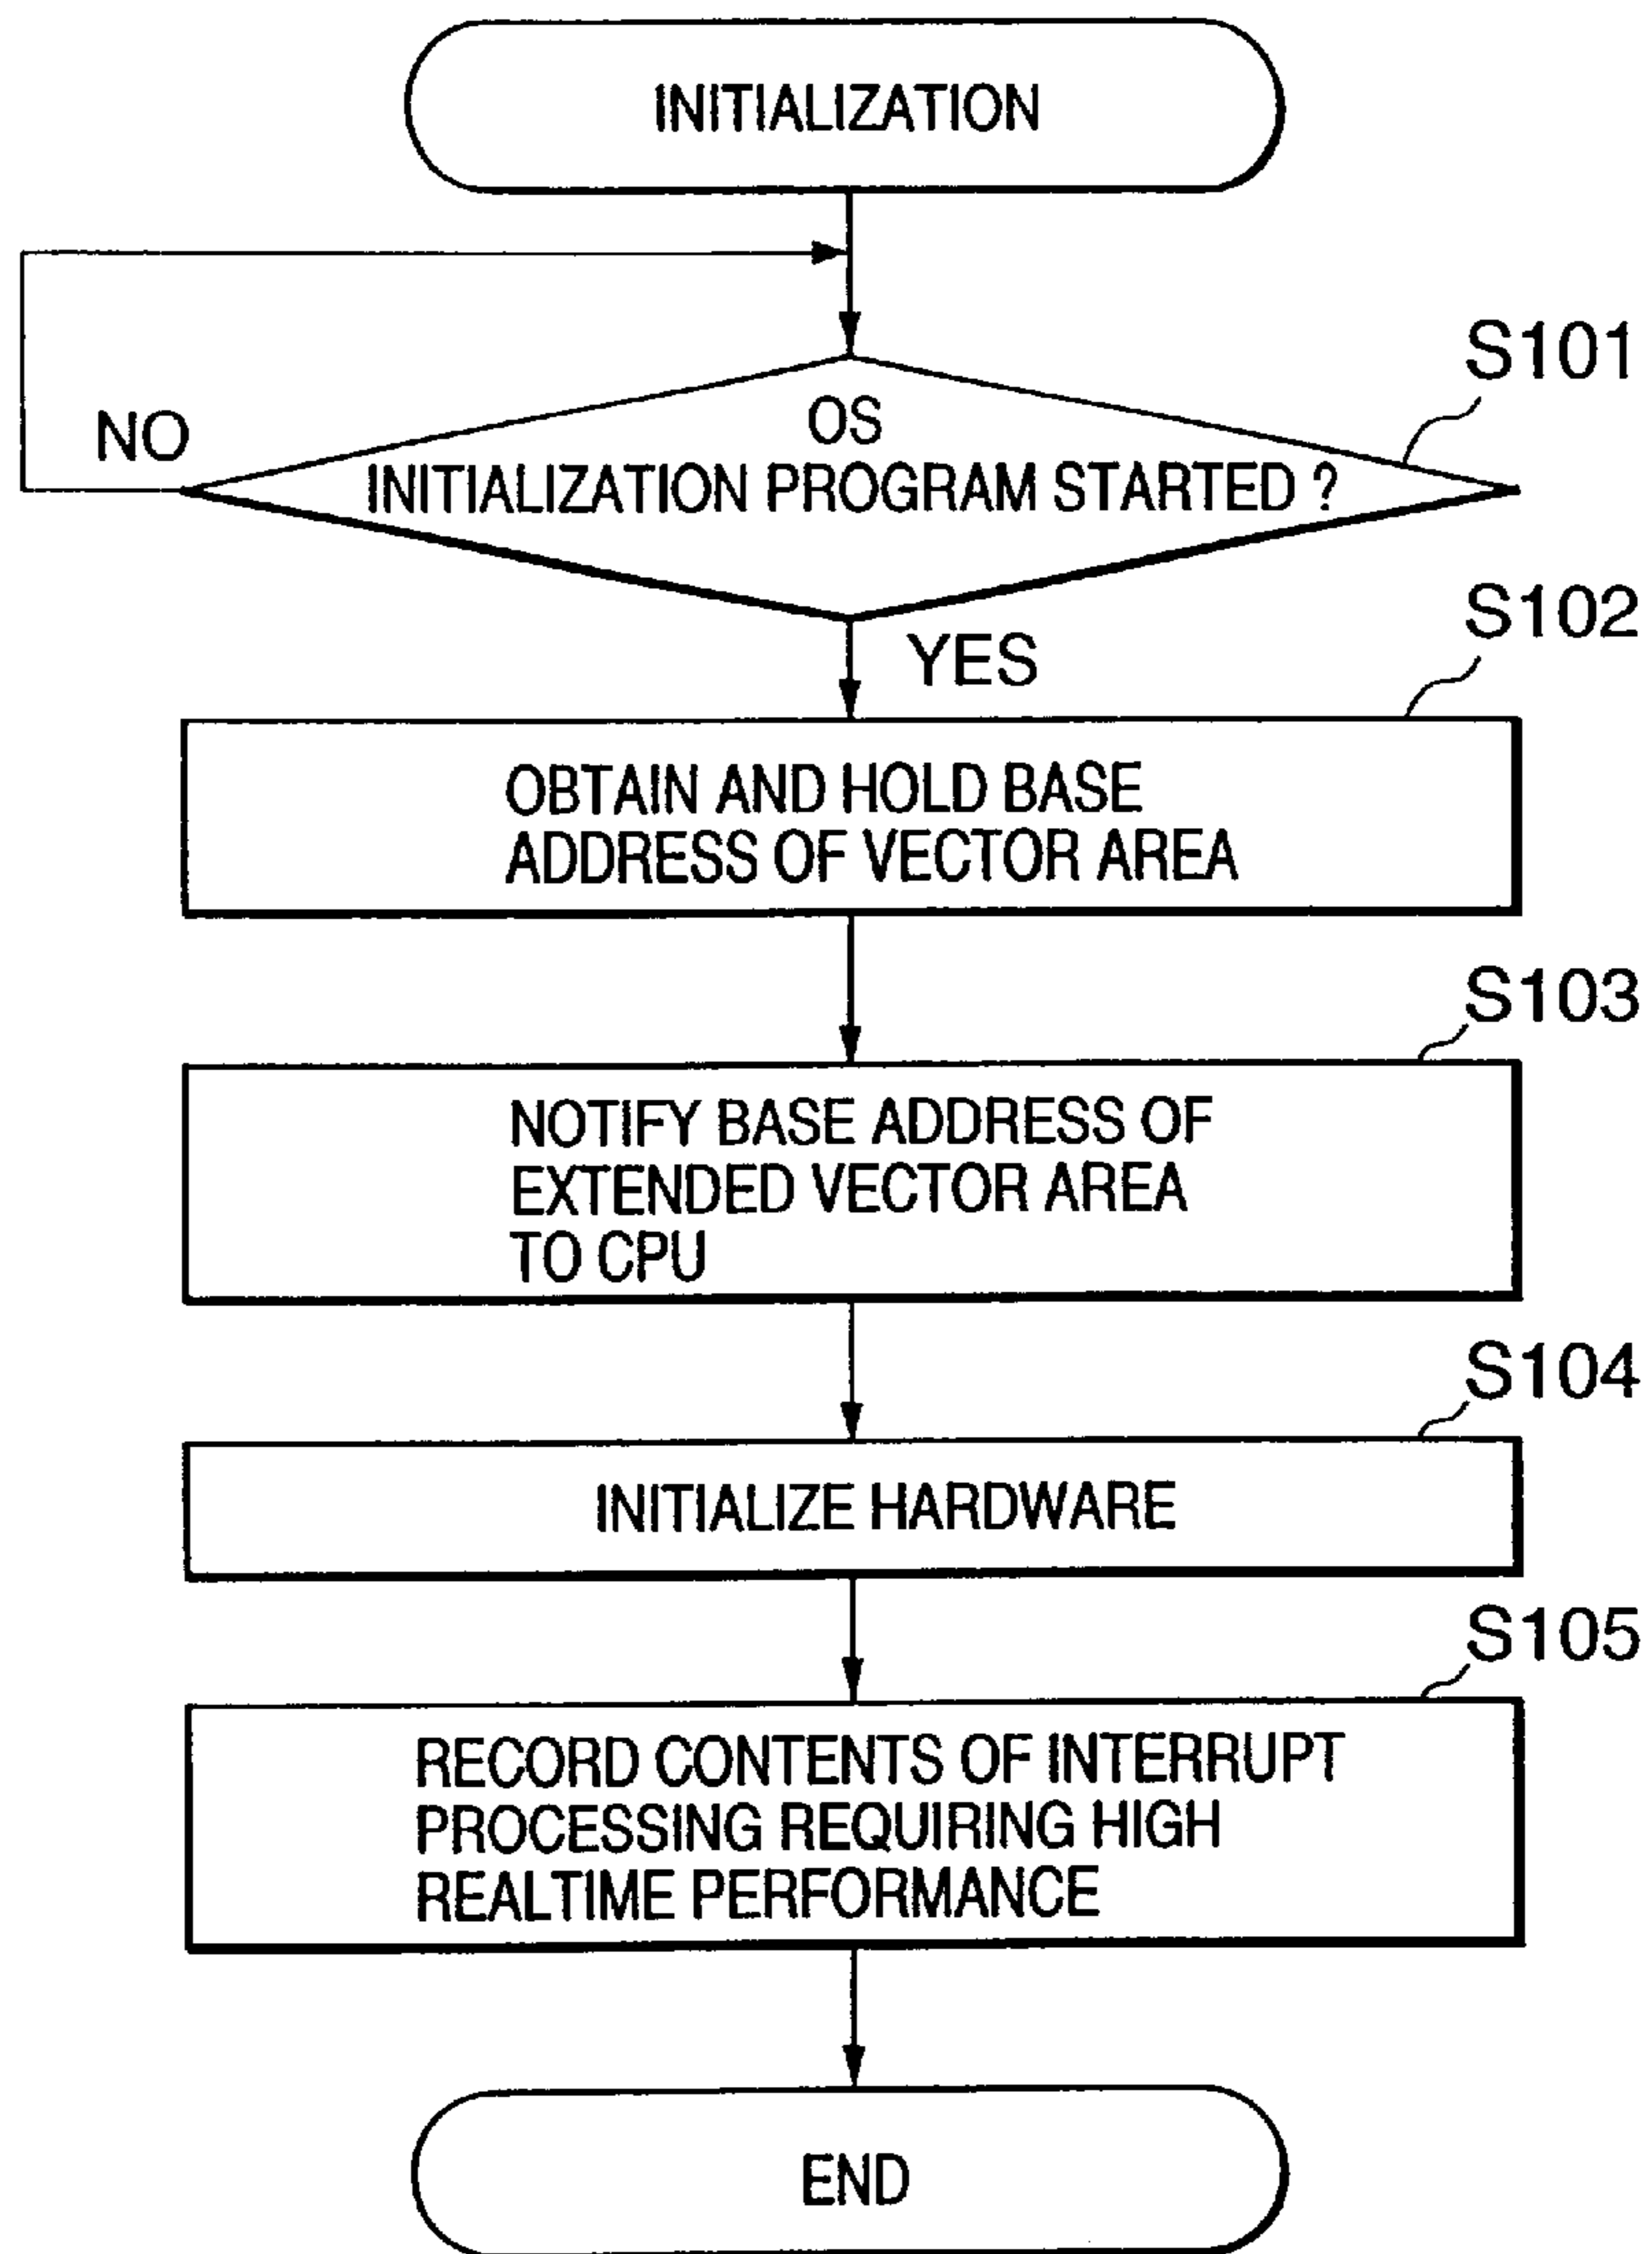 INITIALIZATION
S101
NO
OS
INITIALIZATION PROGRAM STARTED ?
S102
YES
OBTAIN AND HOLD BASE
ADDRESS OF VECTOR AREA
S103
NOTIFY BASE ADDRESS OF
EXTENDED VECTOR AREA
TO CPU
S104
INITIALIZE HARDWARE
S105
RECORD CONTENTS OF INTERRUPT
PROCESSING REQUIRING HIGH
REALTIME PERFORMANCE
END